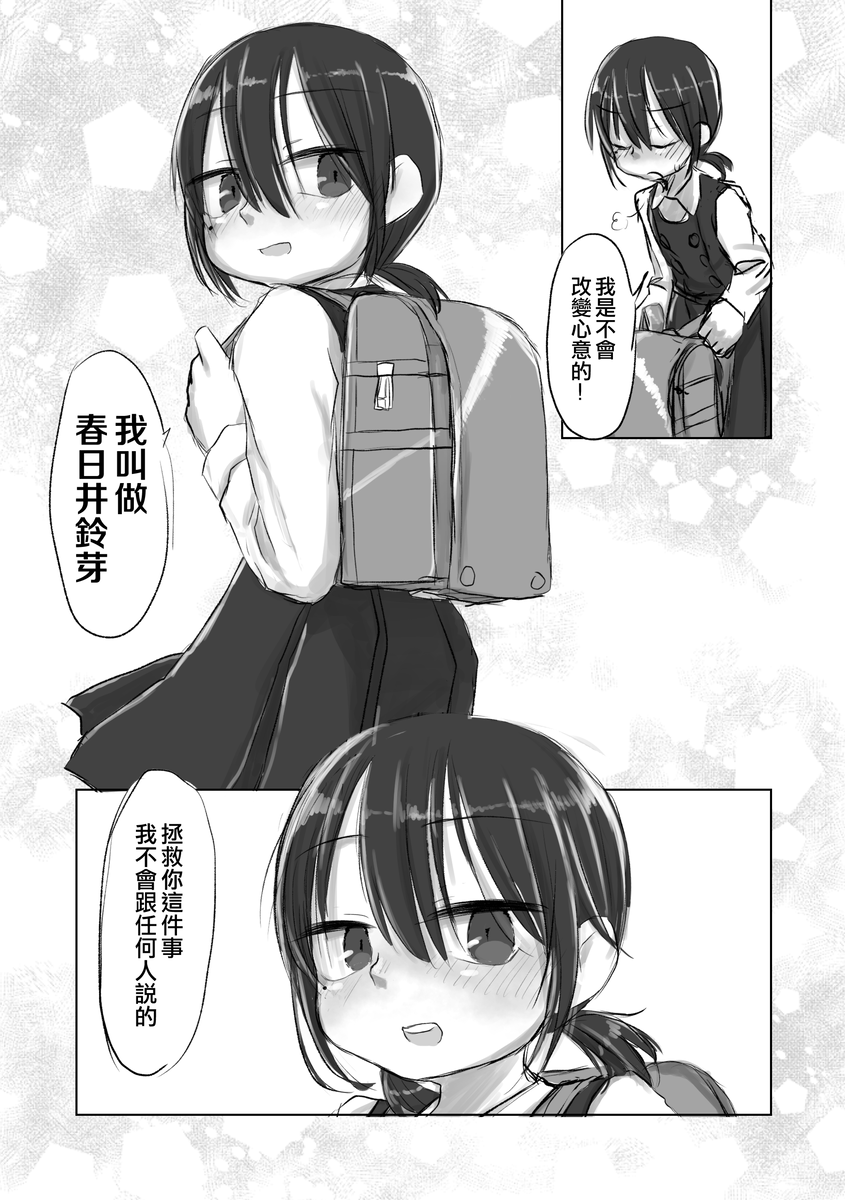 我是不會
改變心意的！
我叫做
春日井鈴芽
拯救你這件事
我不會跟任何人説的